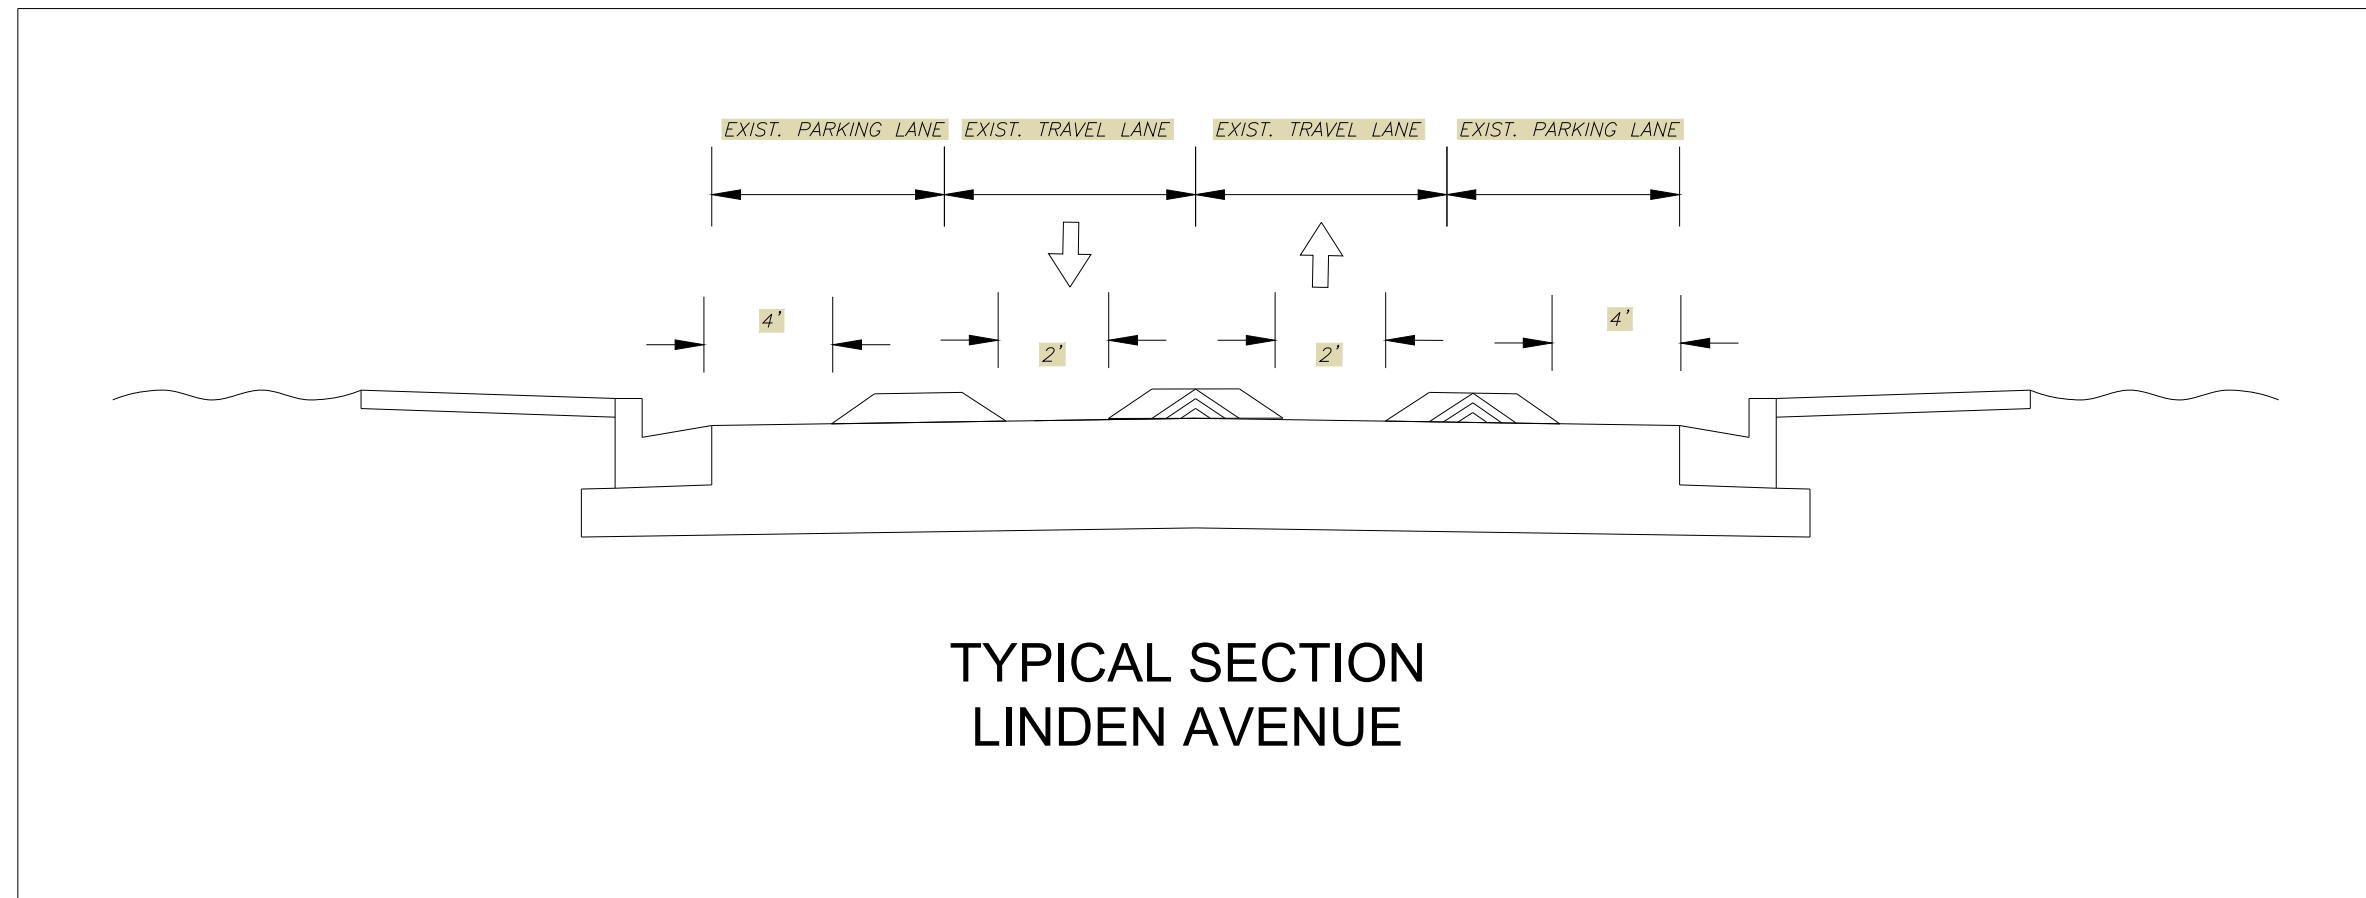 EXIST. PARKING LANE EXIST. TRAVEL LANE EXIST. TRAVEL LANE EXIST. PARKING LANE
4' 2' 2' 4'
TYPICAL SECTION
LINDEN AVENUE